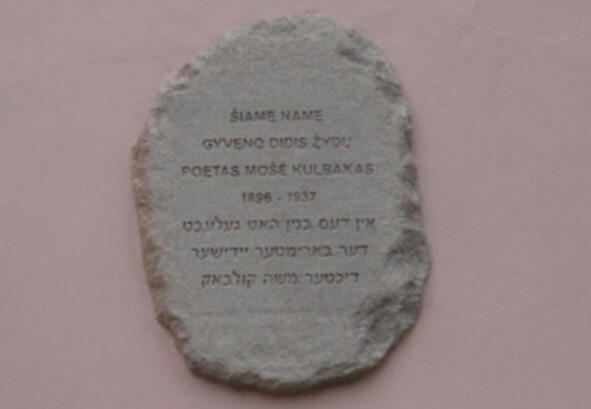 ŠIAME NAME
GYVENO DIDIS ŽYDŲ
POETAS MOŠĖ KULBAKAS
1896 - 1937
אין דעם בנין האט געלעבט
דער בארימטער יידישער
דיכטער משה קולבאק